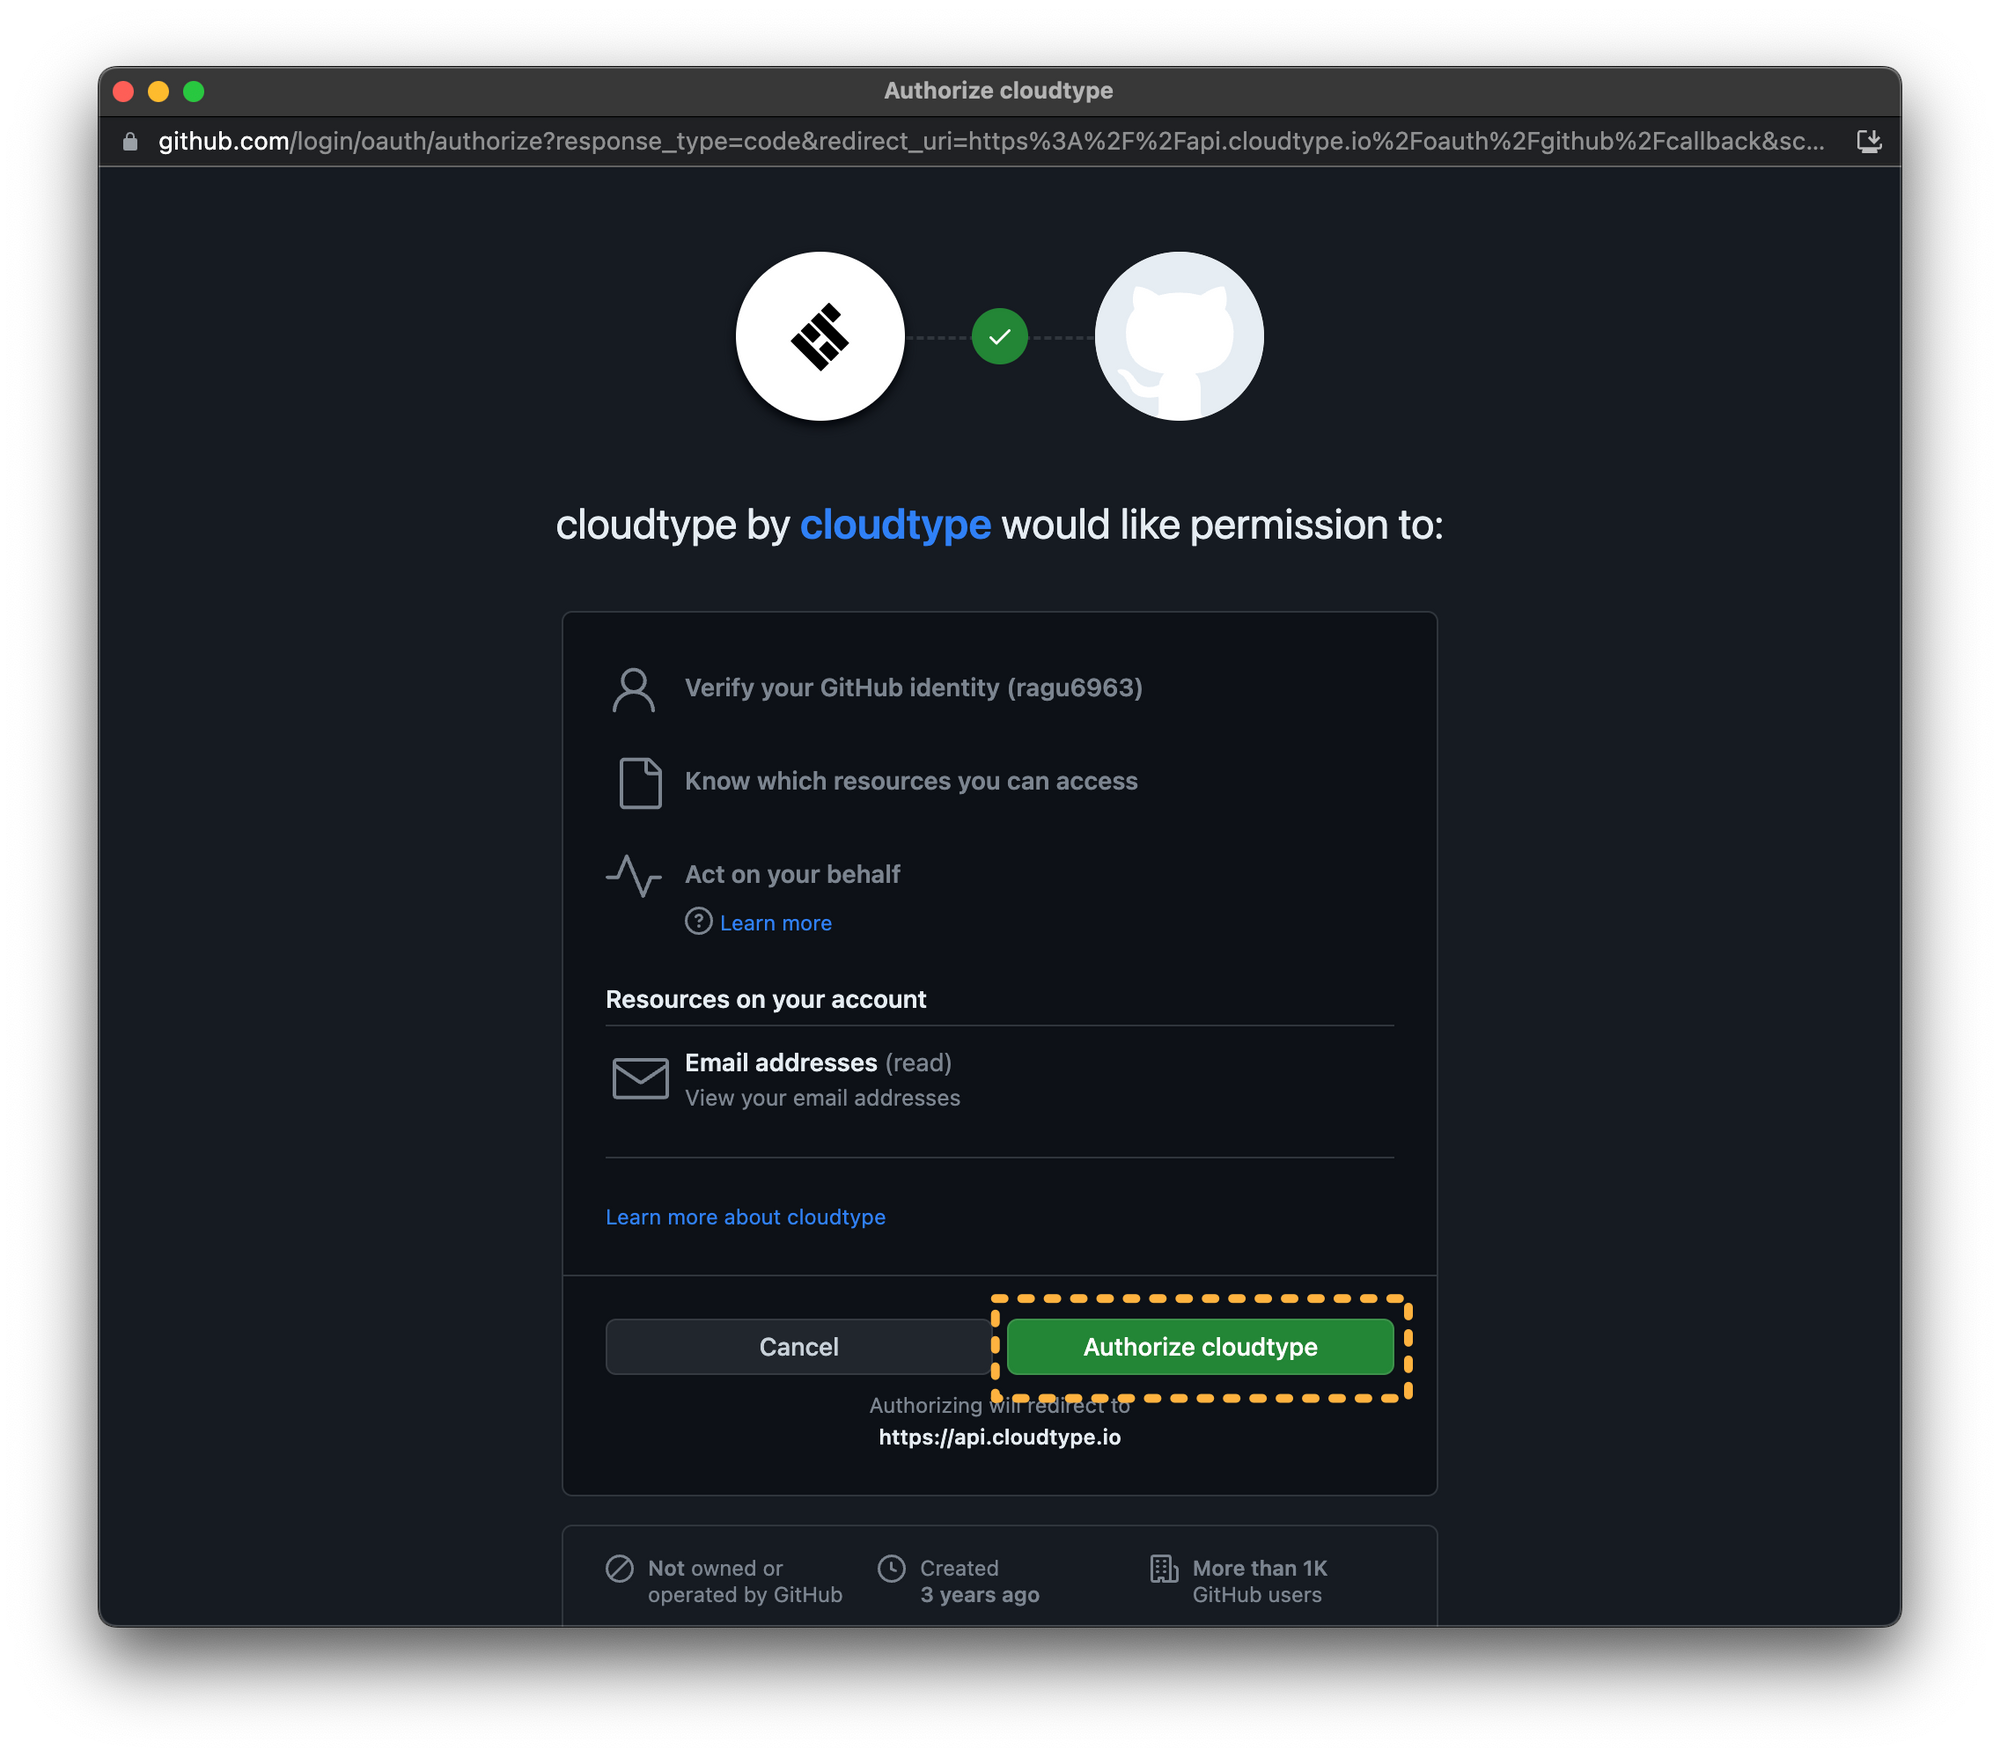 Authorize cloudtype
github.com/login/oauth/authorize?response_type=code&redirect_uri=https%3A%2F%2Fapi.cloudtype.io%2Foauth%2Fgithub%2Fcallback&sc...
cloudtype by cloudtype would like permission to:
Verify your GitHub identity (ragu6963)
Know which resources you can access
Act on your behalf
Learn more
Resources on your account
Email addresses (read)
View your email addresses
Learn more about cloudtype
Cancel
Authorize cloudtype
Authorizing will redirect to
https://api.cloudtype.io
Not owned or
operated by GitHub
Created
3 years ago
More than 1K
GitHub users